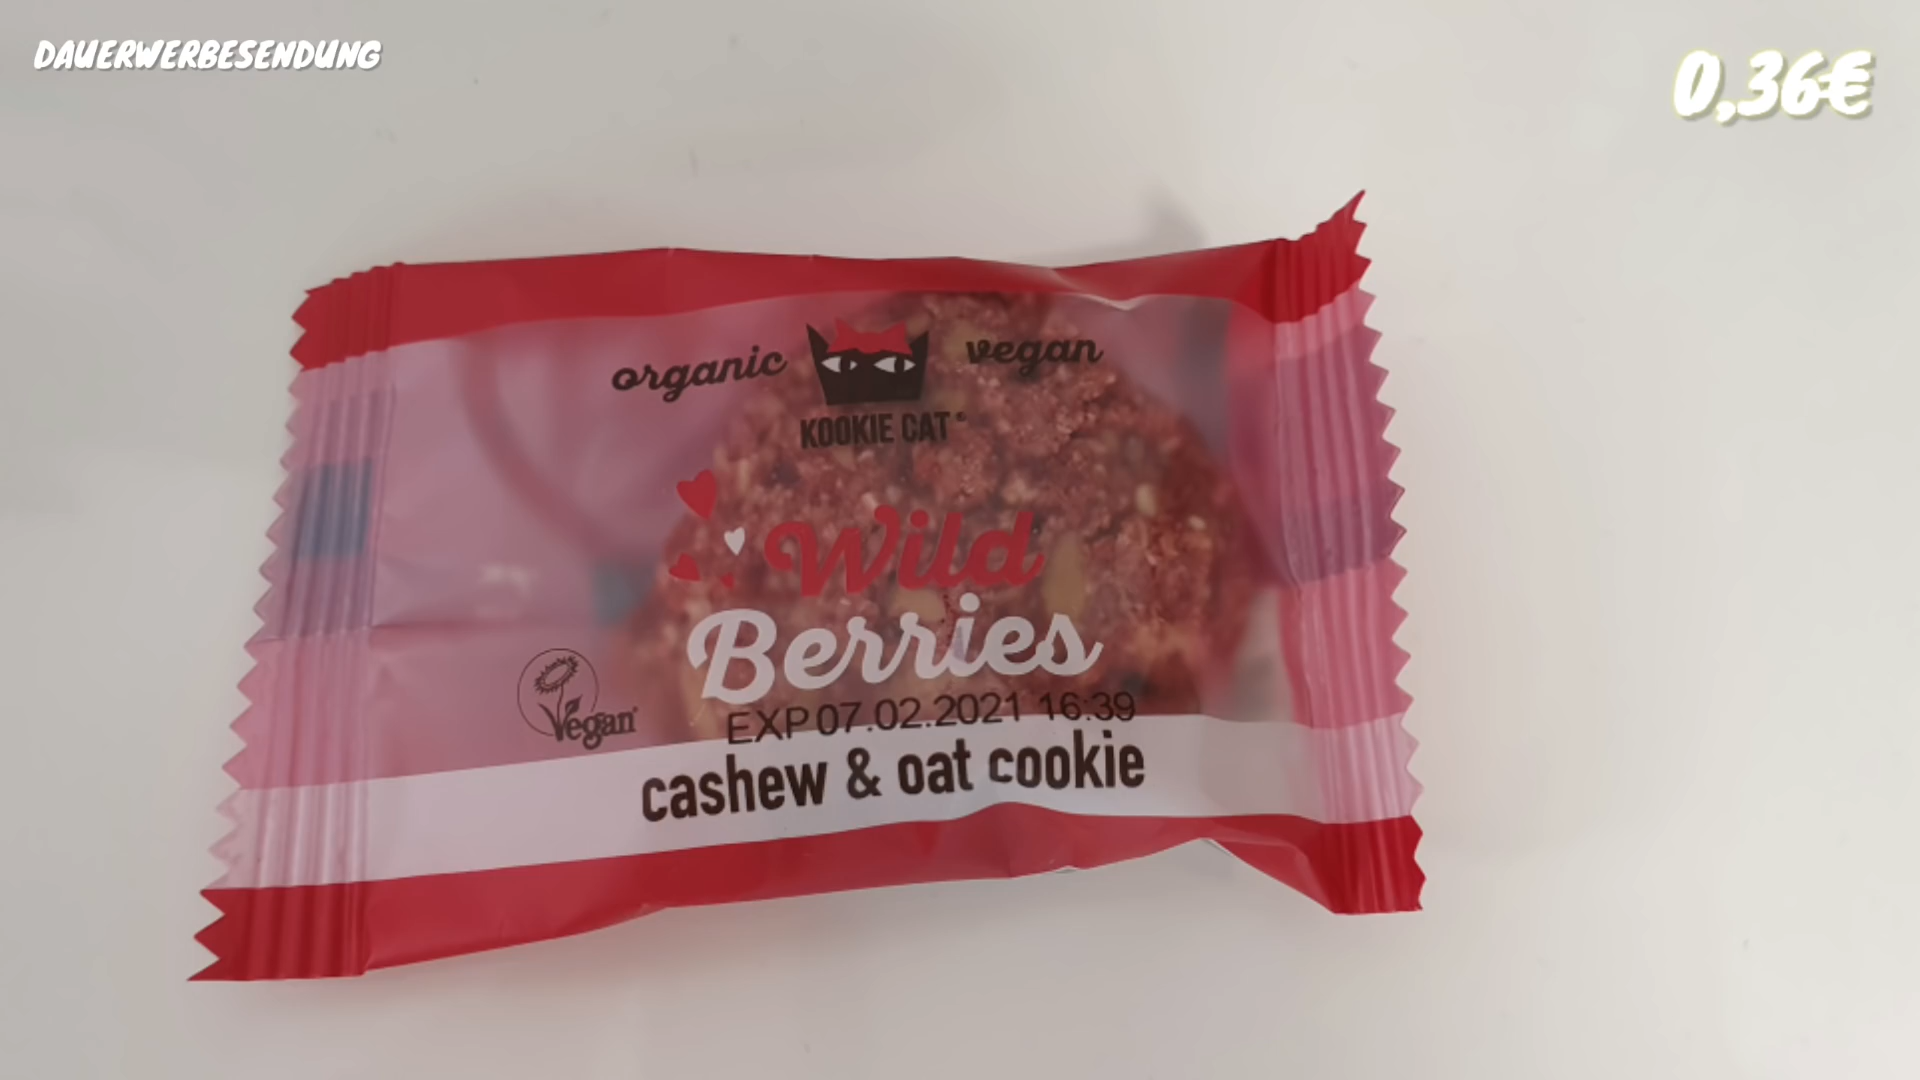 DAUERWERBESENDUNG
0,36€
organic vegan
KOOKIE CAT®
Wild
Berries
Vegan
EXP 07.02.2021 16:39
cashew & oat cookie